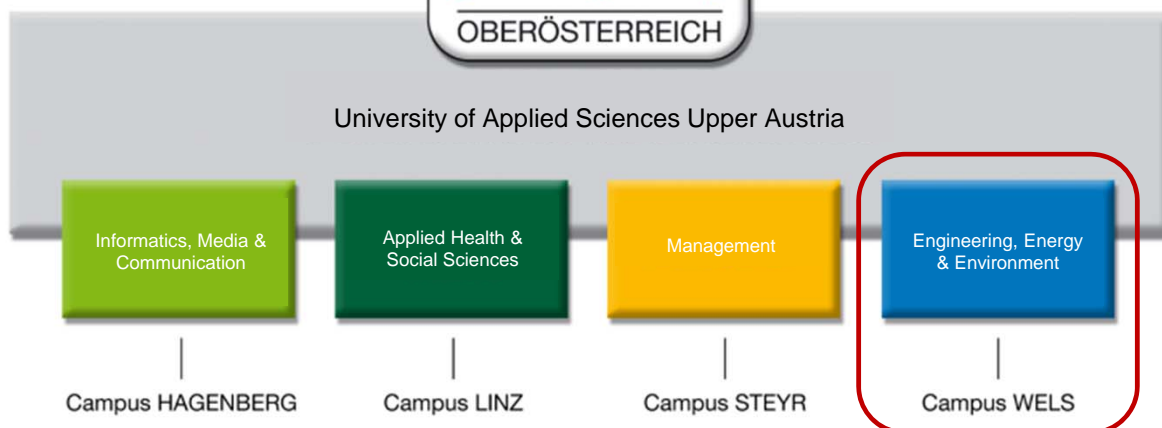 OBERÖSTERREICH
University of Applied Sciences Upper Austria
Informatics, Media &
Communication
Applied Health &
Social Sciences
Management
Engineering, Energy
& Environment
Campus HAGENBERG
Campus LINZ
Campus STEYR
Campus WELS